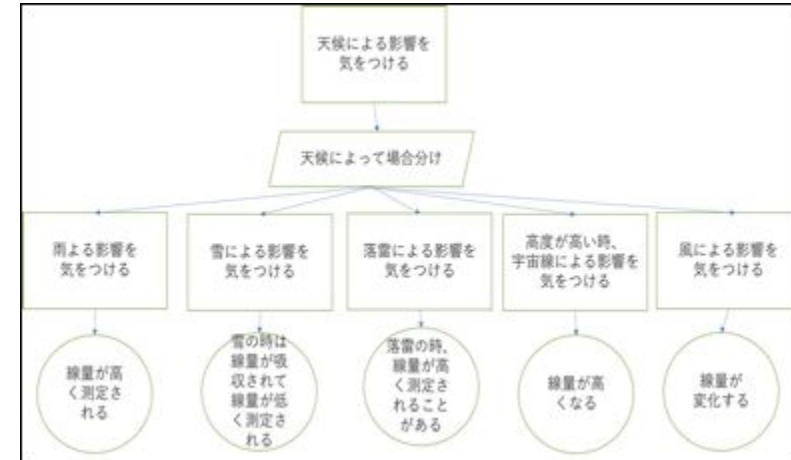 天候による影響を
気をつける
天候によって場合分け
雨よる影響を
気をつける
雪による影響を
気をつける
落雷による影響を
気をつける
高度が高い時、
宇宙線による影響を
気をつける
風による影響を
気をつける
線量が高
く測定さ
れる
雪の時は
線量が吸
収されて
線量が低
く測定さ
れる
落雷の時、
線量が高
く測定さ
れること
がある
線量が高
くなる
線量が
変化する